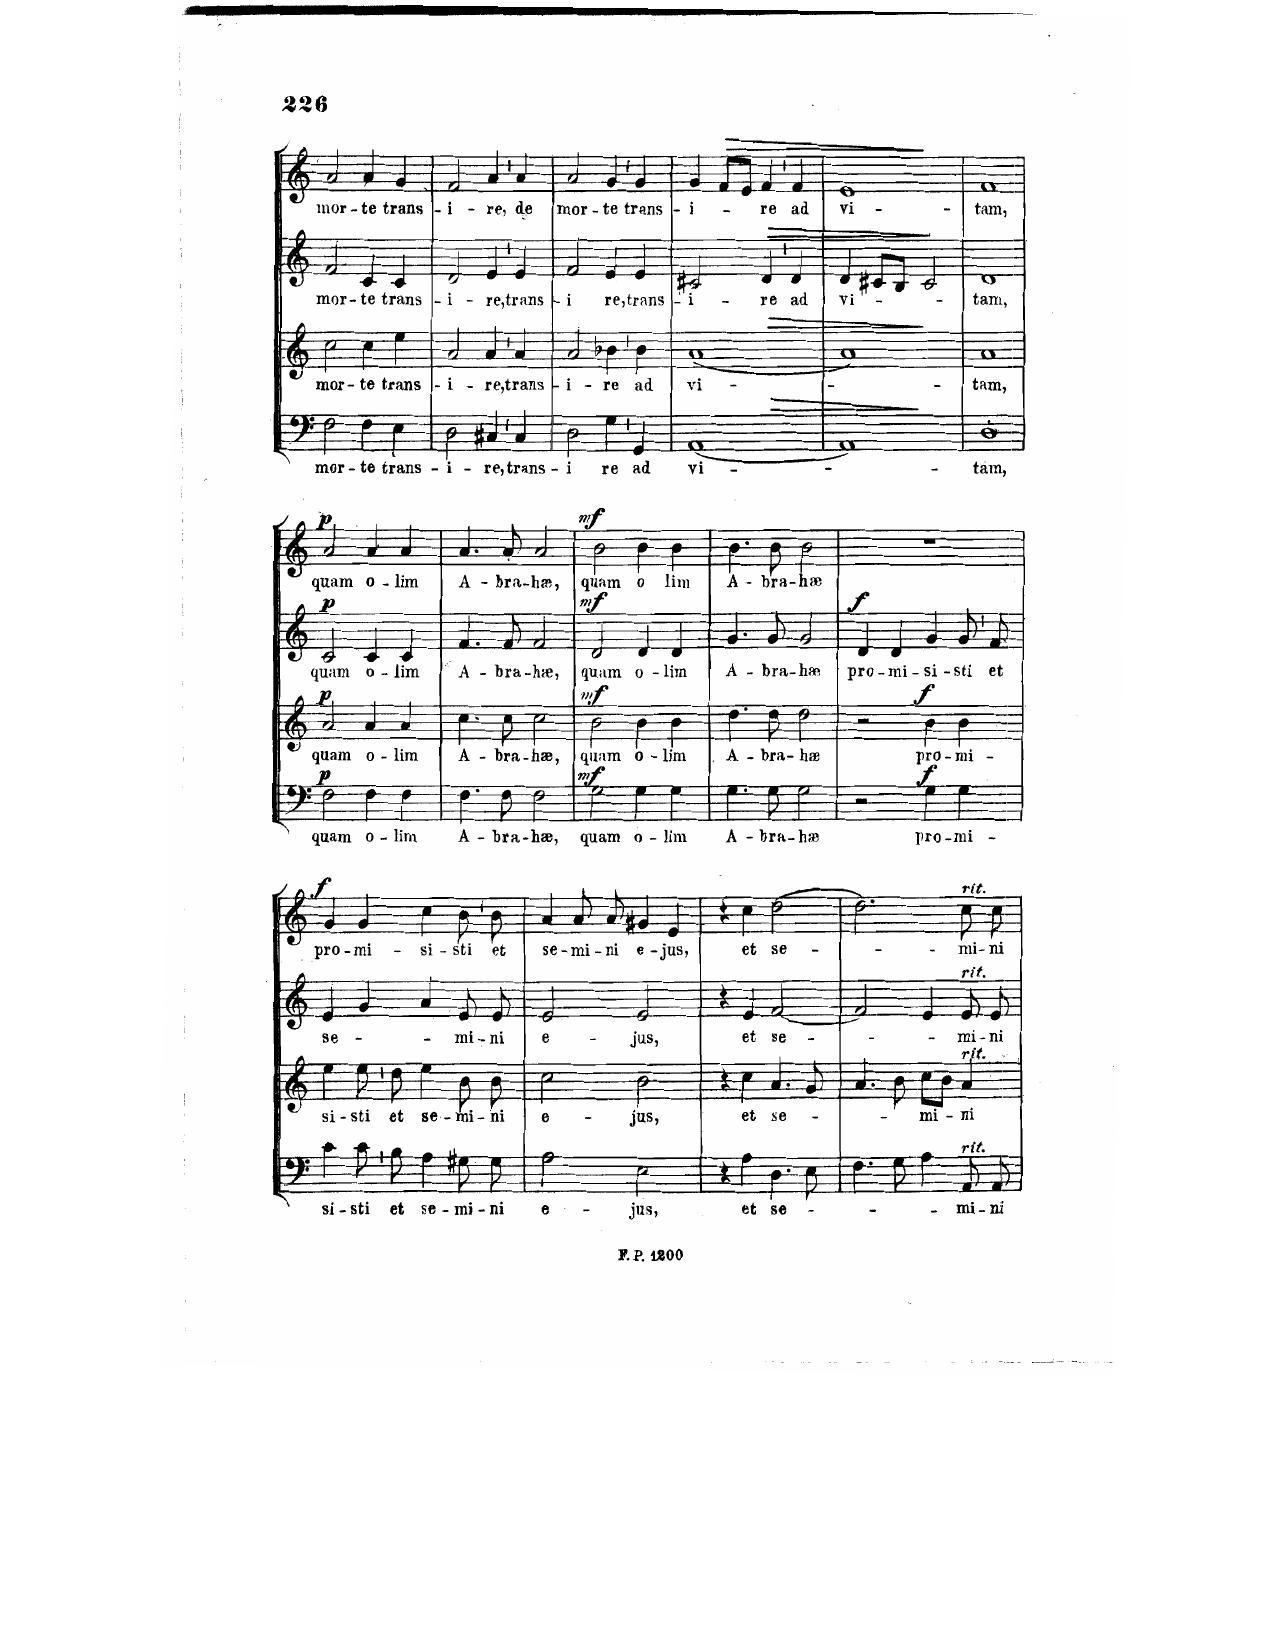 226
mor - te trans - i - re, de mor - te trans - i - re ad vi - tam,
mor - te trans - i - re, trans - i re, trans - i - re ad vi - - tam,
mor - te trans - i - re, trans - i - re ad vi - - - tam,
mor - te trans - i - re, trans - i re ad vi - - - tam,
p mf
quam o - lim A - bra - hæ, quam o lim A - bra - hæ
p mf f
quam o - lim A - bra - hæ, quam o - lim A - bra - hæ pro - mi - si - sti et
p mf f
quam o - lim A - bra - hæ, quam o - lim A - bra - hæ pro - mi -
p mf f
quam o - lim A - bra - hæ, quam o - lim A - bra - hæ pro - mi -
f rit.
pro - mi - si - sti et se - mi - ni e - jus, et se - - - mi - ni
rit.
se - - mi - ni e - jus, et se - - - mi - ni
rit.
si - sti et se - mi - ni e - jus, et se - - mi - ni
rit.
si - sti et se - mi - ni e - jus, et se - - - mi - ni
F. P. 1200